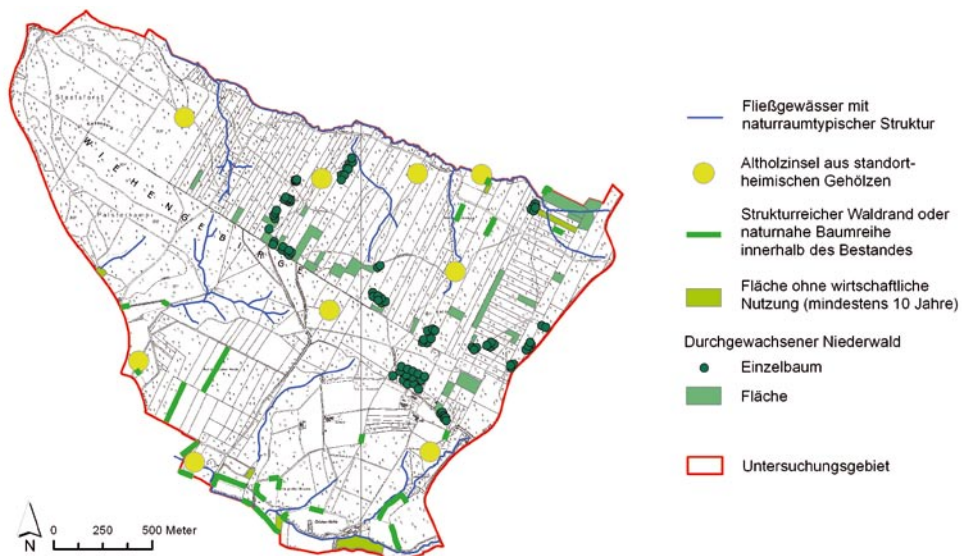 Staatsforst
WIEHENGEBIRGE
Fließgewässer mit
naturraumtypischer Struktur
Altholzinsel aus standort-
heimischen Gehölzen
Strukturreicher Waldrand oder
naturnahe Baumreihe
innerhalb des Bestandes
Fläche ohne wirtschaftliche
Nutzung (mindestens 10 Jahre)
Durchgewachsener Niederwald
Einzelbaum
Fläche
Untersuchungsgebiet
N
0 250 500 Meter